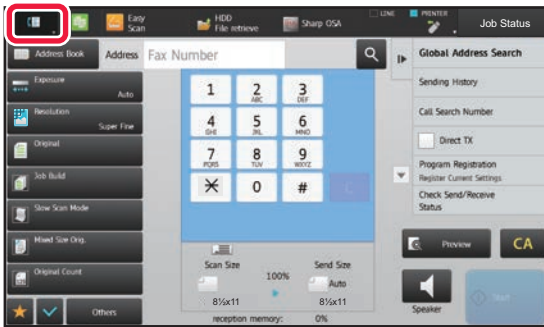 Easy
Scan
HDD
File retrieve
Sharp OSA
LINE
PRINTER
Job Status
Address Book
Address
Fax Number
Global Address Search
Exposure
Auto
Sending History
Resolution
Super Fine
Call Search Number
Original
Direct TX
Job Build
Program Registration
Register Current Settings
Slow Scan Mode
Check Send/Receive
Status
Mixed Size Orig.
Original Count
Others
1
2
ABC
3
DEF
4
GHI
5
JKL
6
MNO
7
PQRS
8
TUV
9
WXYZ
0
#
C
Scan Size
100%
Send Size
Auto
8½x11
8½x11
reception memory:
0%
Preview
CA
Speaker
Start